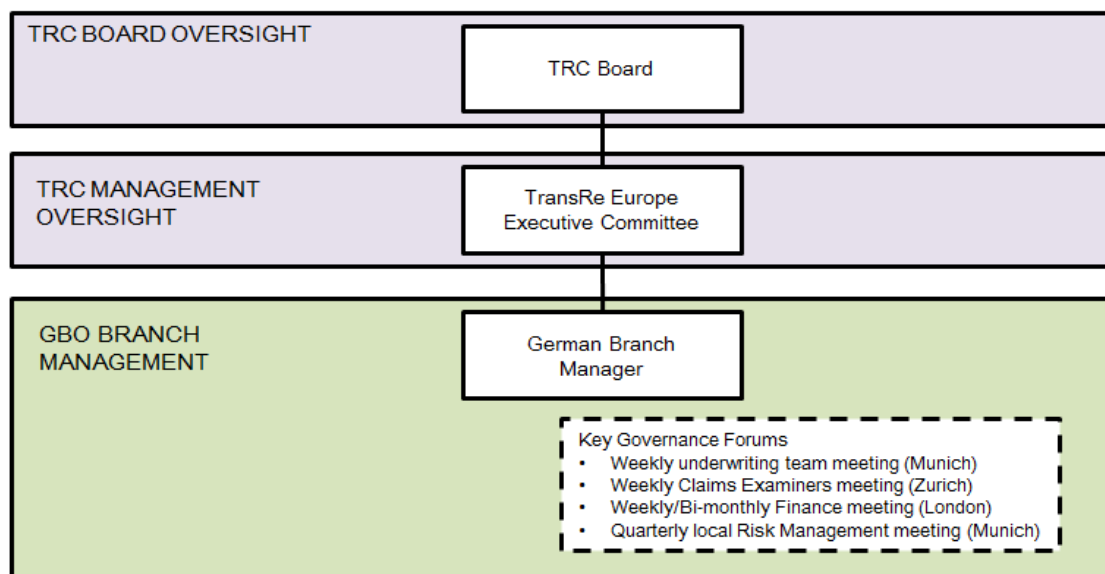 TRC BOARD OVERSIGHT
TRC Board
TRC MANAGEMENT
OVERSIGHT
TransRe Europe
Executive Committee
GBO BRANCH
MANAGEMENT
German Branch
Manager
Key Governance Forums
• Weekly underwriting team meeting (Munich)
• Weekly Claims Examiners meeting (Zurich)
• Weekly/Bi-monthly Finance meeting (London)
• Quarterly local Risk Management meeting (Munich)